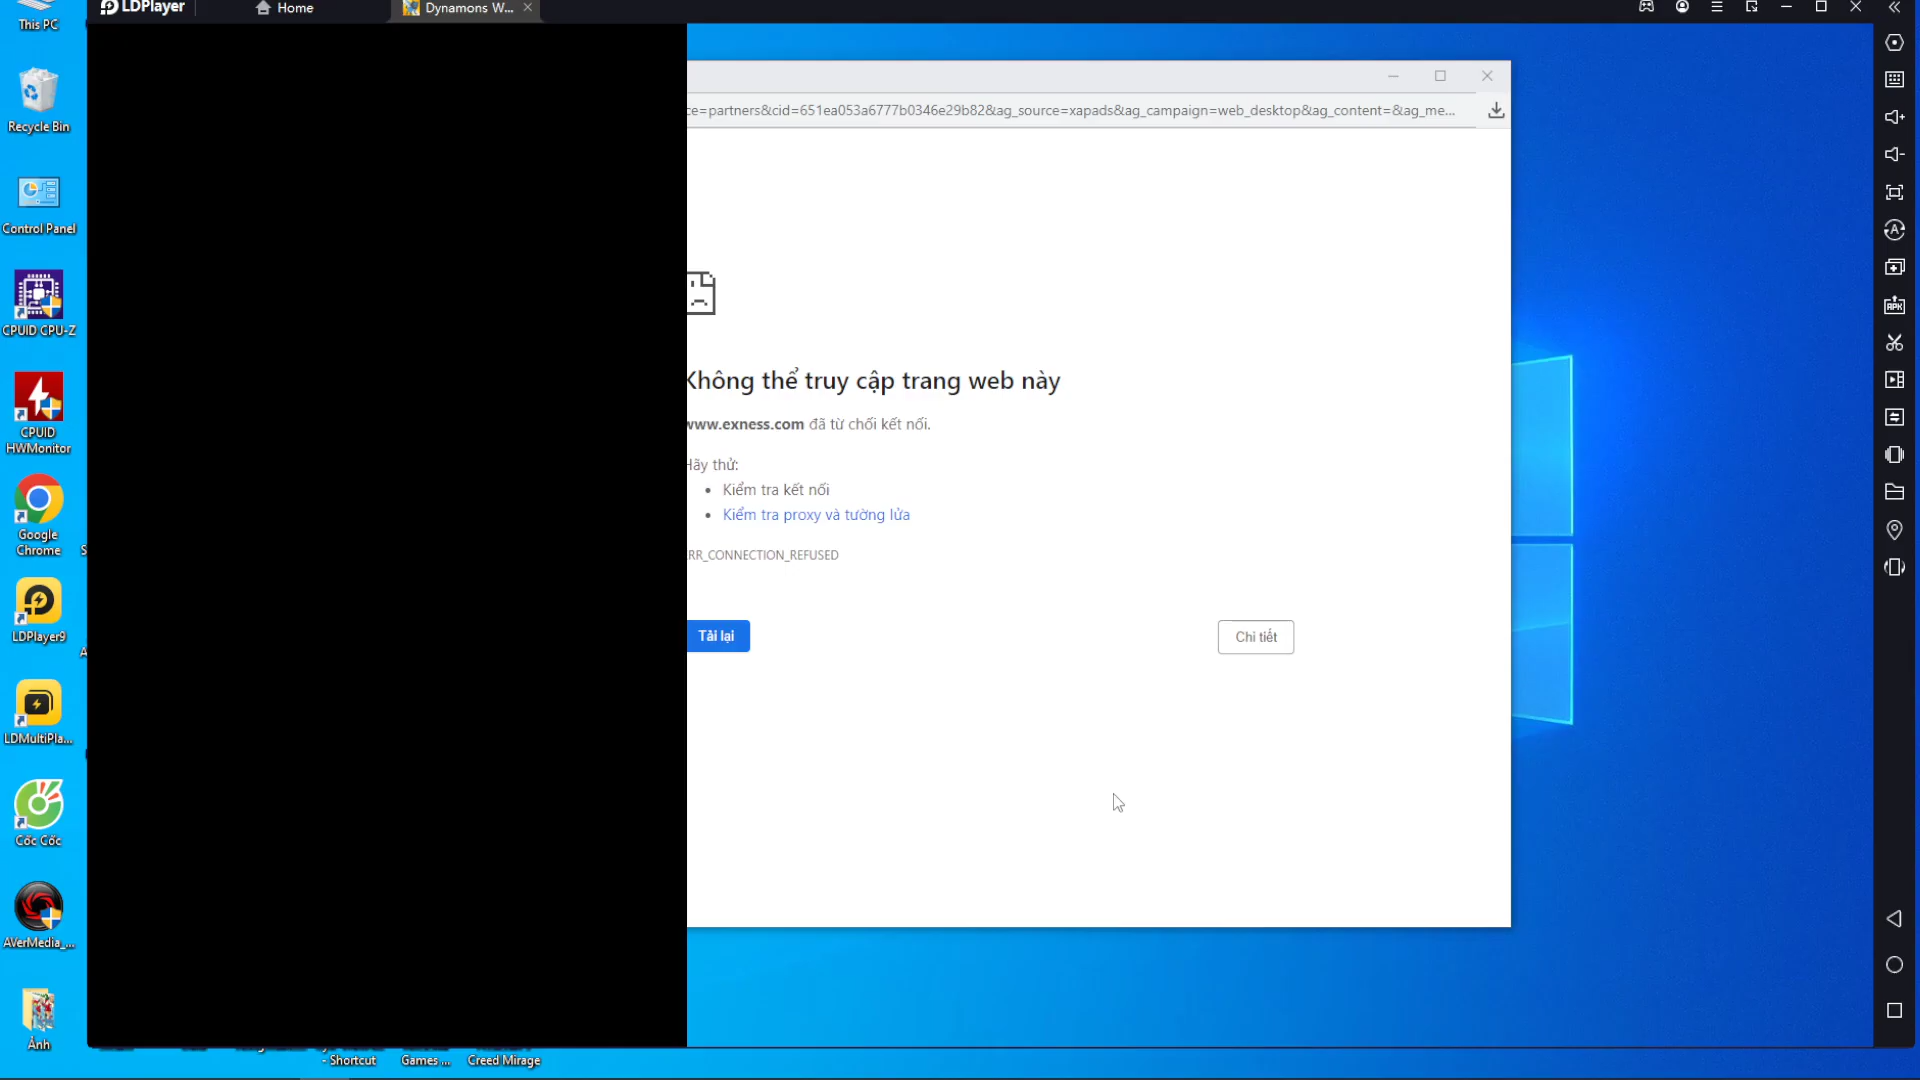 LDPlayer
Home
Dynamons W...
This PC
Recycle Bin
Control Panel
CPUID CPU-Z
CPUID
HWMonitor
Google
Chrome
LDPlayer9
LDMultiPla...
Cốc Cốc
AVerMedia_...
Ảnh
ce=partners&cid=651ea053a6777b0346e29b82&ag_source=xapads&ag_campaign=web_desktop&ag_content=&ag_me...
Không thể truy cập trang web này
www.exness.com đã từ chối kết nối.
Hãy thử:
• Kiểm tra kết nối
• Kiểm tra proxy và tường lửa
RR_CONNECTION_REFUSED
Tải lại
Chi tiết
APK
- Shortcut
Games ...
Creed Mirage